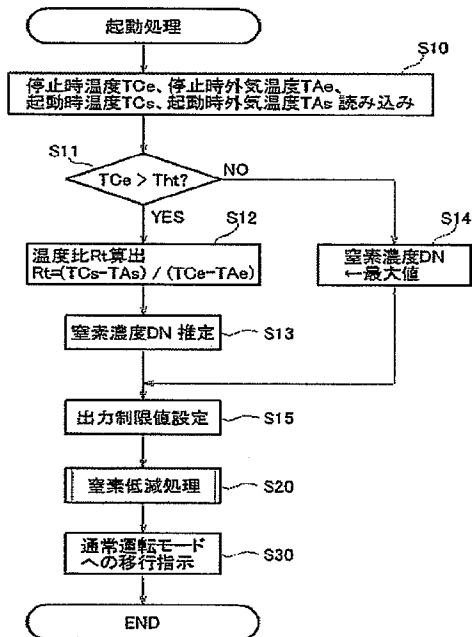 起動処理
S10
停止時温度TCe、停止時外気温度TAe、
起動時温度TCs、起動時外気温度TAs 読み込み
S11
TCe > Tht?
NO
YES
S12
S14
温度比Rt算出
Rt=(TCs-TAs) / (TCe-TAe)
窒素濃度DN
←最大値
窒素濃度DN 推定
S13
出力制限値設定
S15
窒素低減処理
S20
通常運転モード
への移行指示
S30
END